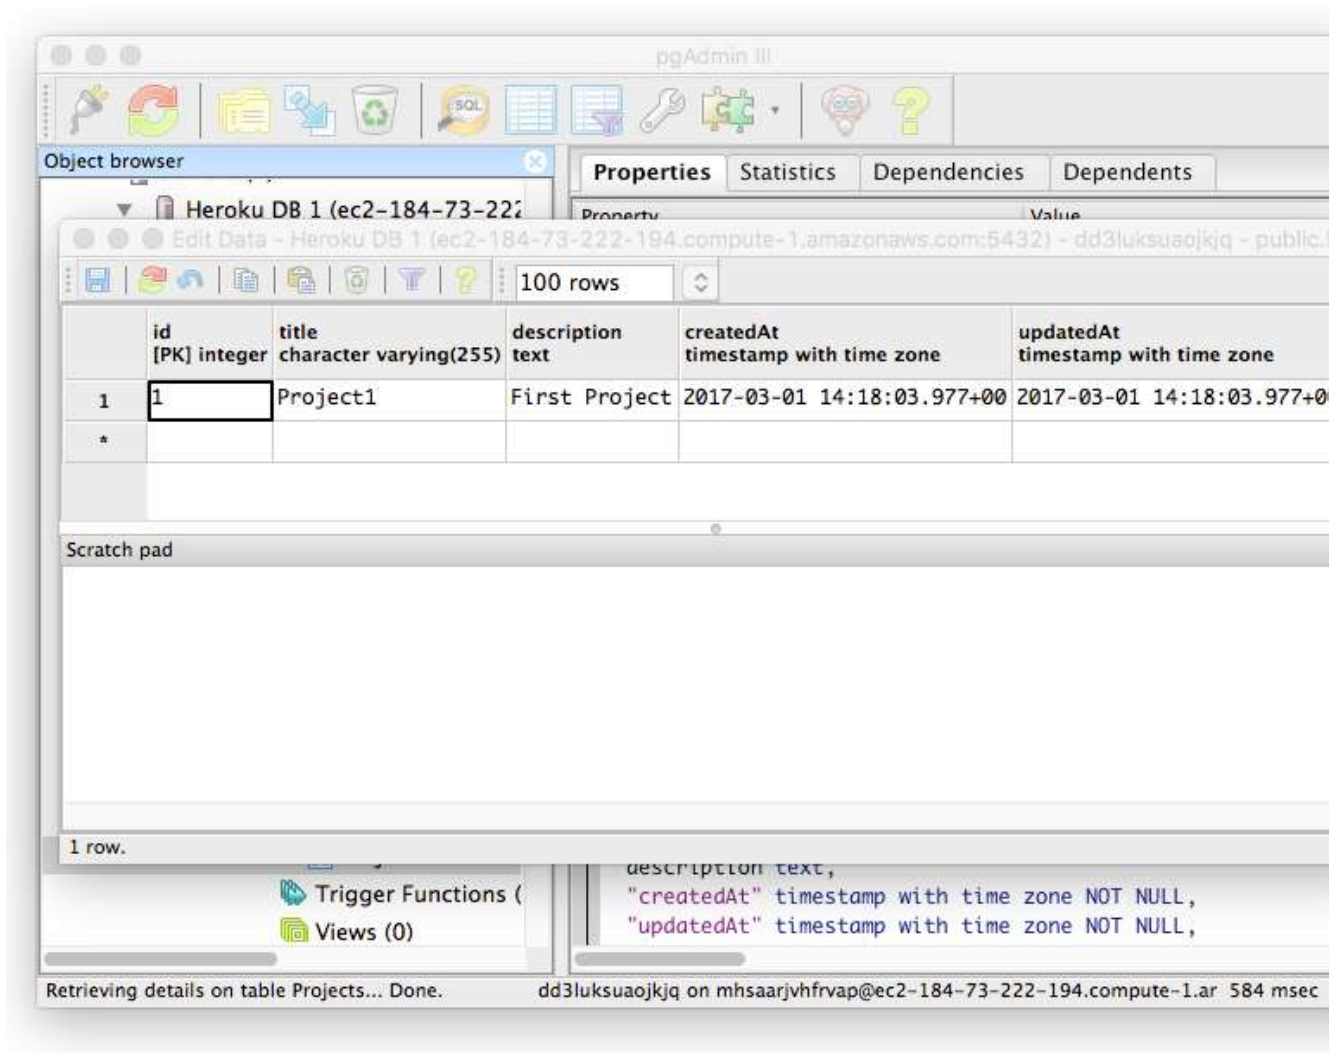 pgAdmin III
SQL
Object browser
Properties Statistics Dependencies Dependents
Heroku DB 1 (ec2-184-73-222
Property Value
Edit Data - Heroku DB 1 (ec2-184-73-222-194.compute-1.amazonaws.com:5432) - dd3luksuaojkjq - public.
100 rows
id title description createdAt updatedAt
[PK] integer character varying(255) text timestamp with time zone timestamp with time zone
1 1 Project1 First Project 2017-03-01 14:18:03.977+00 2017-03-01 14:18:03.977+00
*
Scratch pad
1 row.
description text,
Trigger Functions (
"createdAt" timestamp with time zone NOT NULL,
Views (0)
"updatedAt" timestamp with time zone NOT NULL,
Retrieving details on table Projects... Done. dd3luksuaojkjq on mhsaarjvhfrvap@ec2-184-73-222-194.compute-1.ar 584 msec